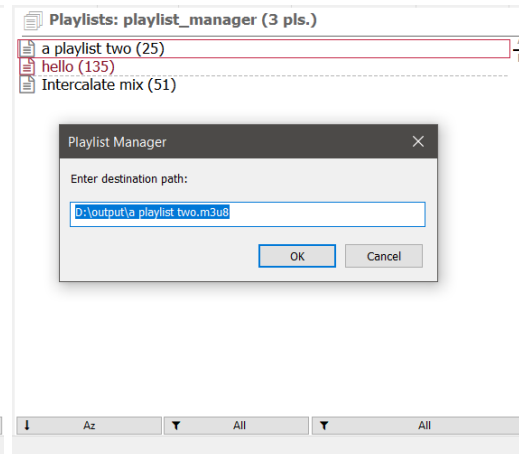 Playlists: playlist_manager (3 pls.)
a playlist two (25)
hello (135)
Intercalate mix (51)
Playlist Manager
Enter destination path:
D:\output\a playlist two.m3u8
OK Cancel
Az All All